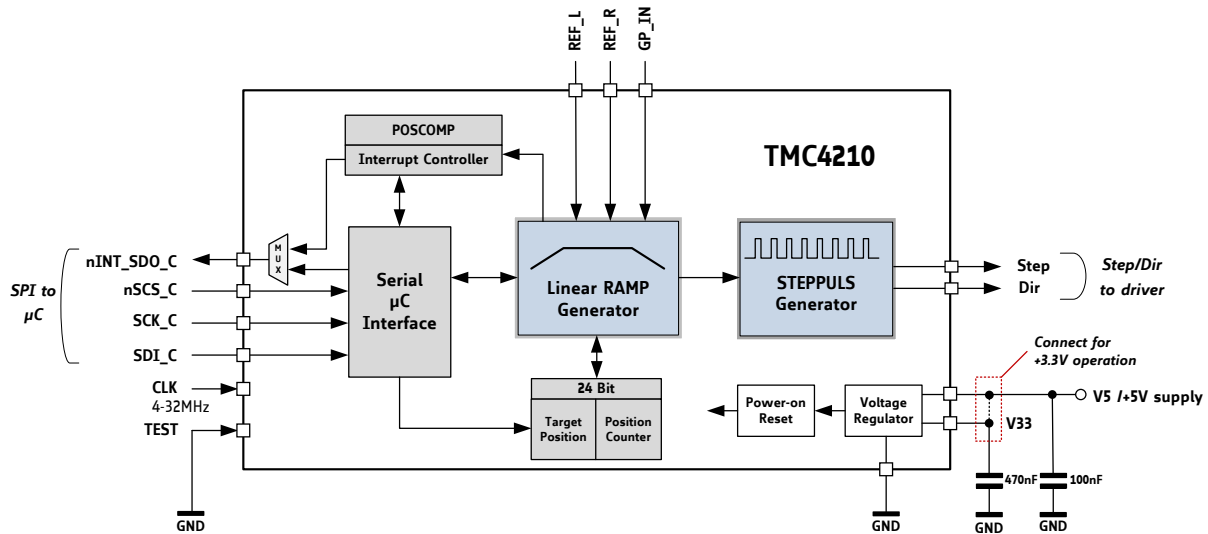 REF_L
REF_R
GP_IN
TMC4210
POSCOMP
Interrupt Controller
MUX
nINT_SDO_C
nSCS_C
SCK_C
SDI_C
SPI to
µC
CLK
4-32MHz
TEST
GND
Serial
µC
Interface
Linear RAMP
Generator
STEPPULS
Generator
Step
Dir
Step/Dir
to driver
24 Bit
Target
Position
Position
Counter
Power-on
Reset
Voltage
Regulator
Connect for
+3.3V operation
V5 /+5V supply
V33
470nF
100nF
GND
GND
GND